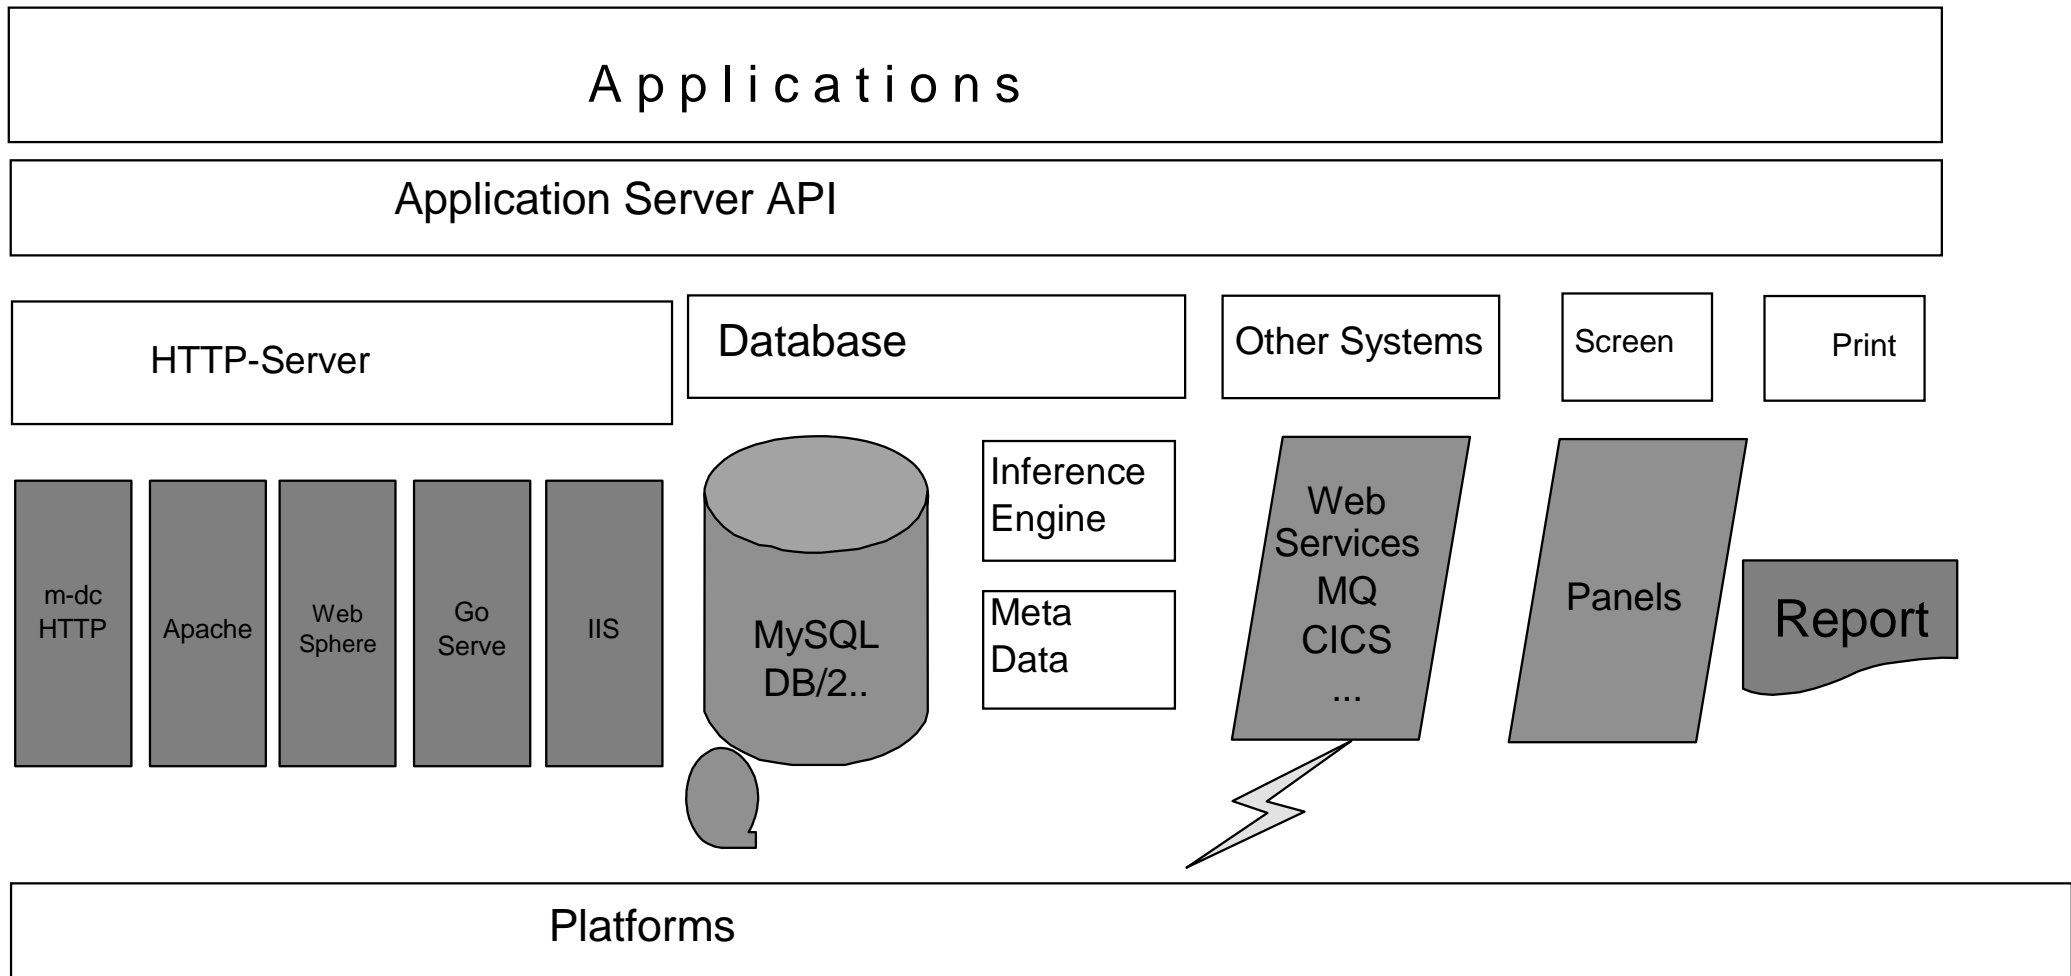 A p p l i c a t i o n s
Application Server API
HTTP-Server
Database
Other Systems
Screen
Print
m-dc
HTTP
Apache
Web
Sphere
Go
Serve
IIS
MySQL
DB/2..
Inference
Engine
Meta
Data
Web
Services
MQ
CICS
...
Panels
Report
Platforms